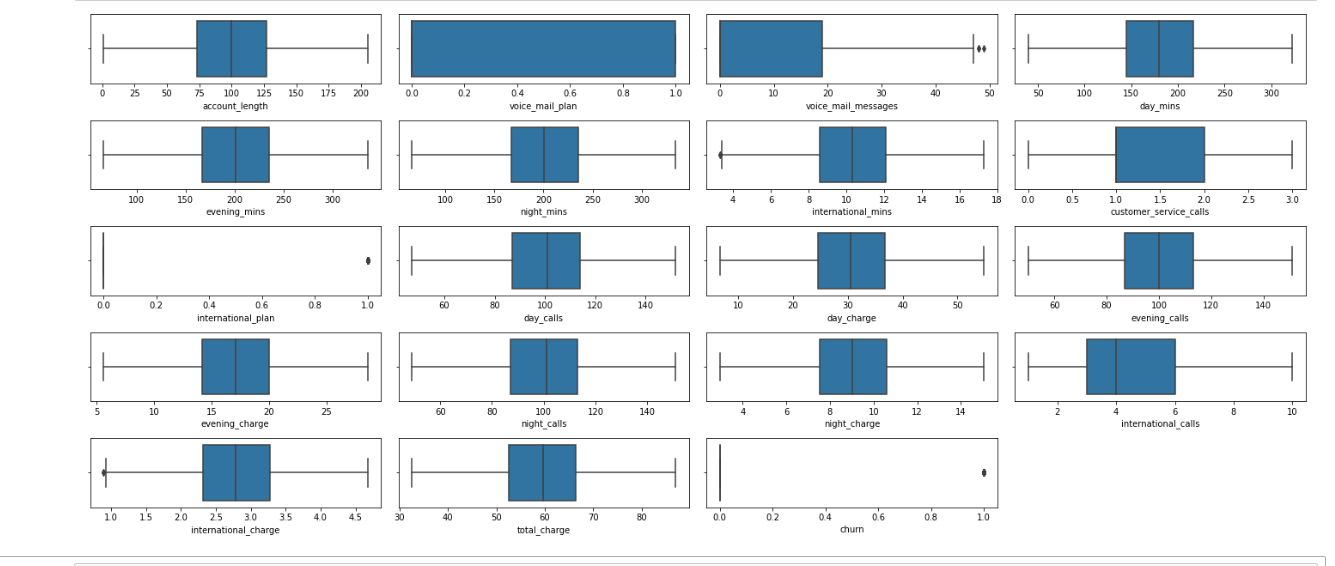 0 25 50 75 100 125 150 175 200
account_length
0.0 0.2 0.4 0.6 0.8 1.0
voice_mail_plan
0 10 20 30 40 50
voice_mail_messages
50 100 150 200 250 300
day_mins
100 150 200 250 300
evening_mins
100 150 200 250 300
night_mins
4 6 8 10 12 14 16 18
international_mins
0.0 0.5 1.0 1.5 2.0 2.5 3.0
customer_service_calls
0.0 0.2 0.4 0.6 0.8 1.0
international_plan
60 80 100 120 140
day_calls
10 20 30 40 50
day_charge
60 80 100 120 140
evening_calls
5 10 15 20 25
evening_charge
60 80 100 120 140
night_calls
4 6 8 10 12 14
night_charge
2 4 6 8 10
international_calls
1.0 1.5 2.0 2.5 3.0 3.5 4.0 4.5
international_charge
30 40 50 60 70 80
total_charge
0.0 0.2 0.4 0.6 0.8 1.0
churn